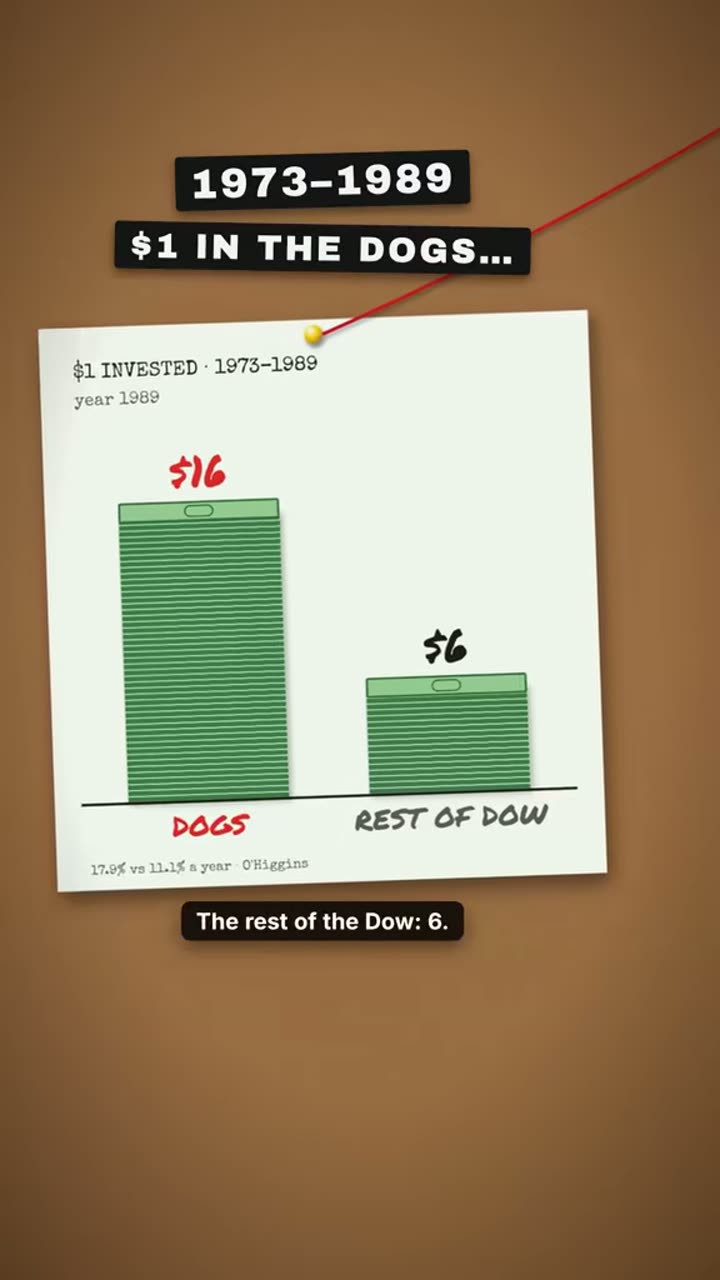 1973–1989
$1 IN THE DOGS...
$1 INVESTED · 1973–1989
year 1989
$16
$6
DOGS
REST OF DOW
17.9% vs 11.1% a year · O'Higgins
The rest of the Dow: 6.